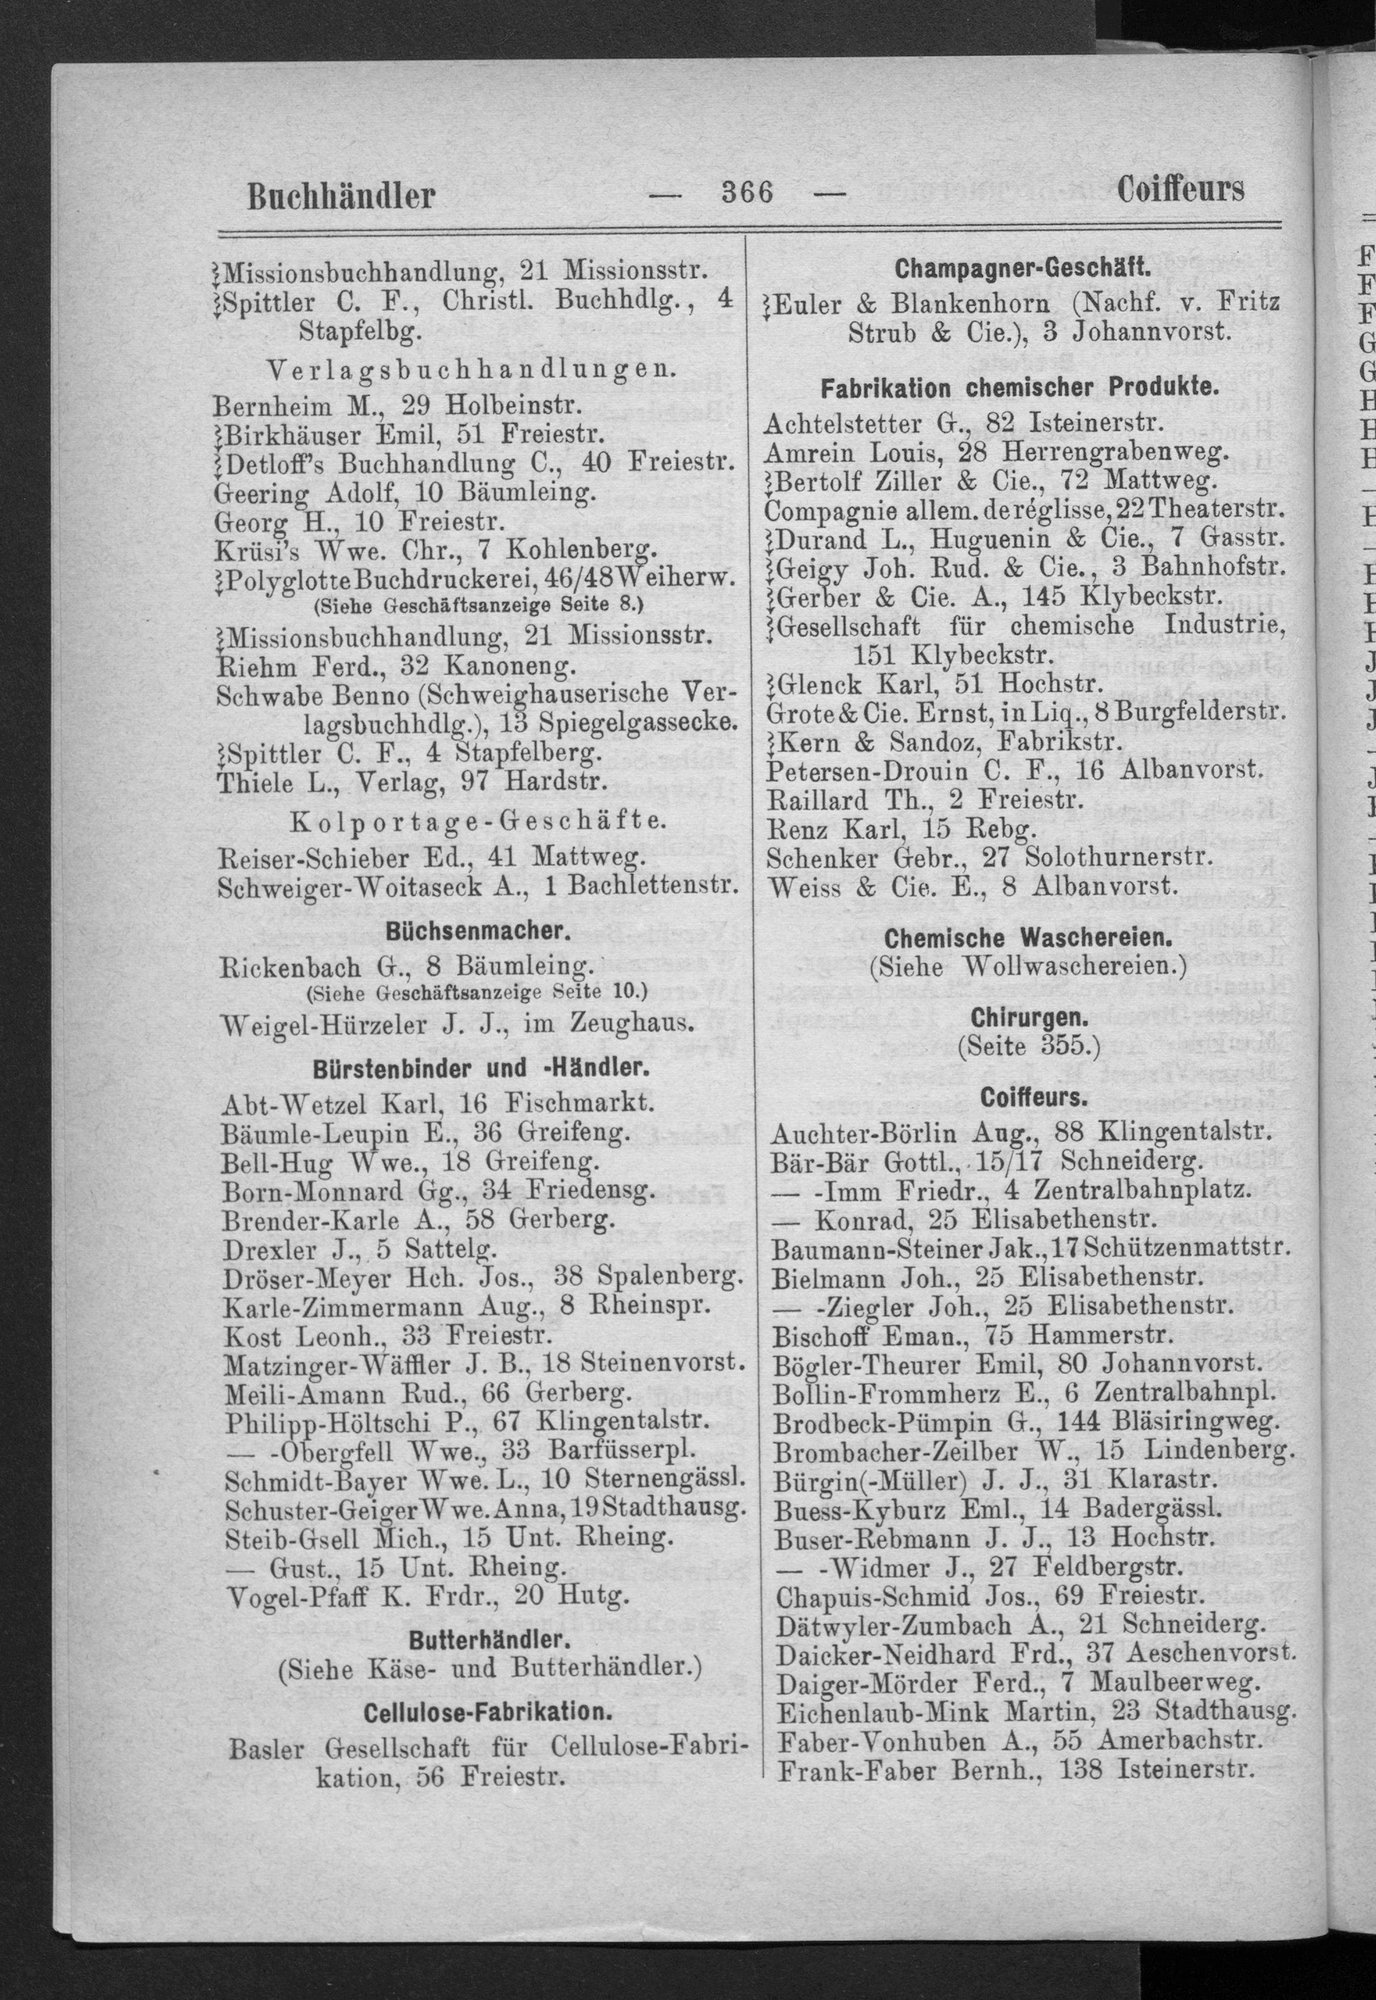 Buchhändler — 366 — Coiffeurs
⸾Missionsbuchhandlung, 21 Missionsstr.
⸾Spittler C. F., Christl. Buchhdlg., 4
Stapfelbg.
Verlagsbuchhandlungen.
Bernheim M., 29 Holbeinstr.
⸾Birkhäuser Emil, 51 Freiestr.
⸾Detloff's Buchhandlung C., 40 Freiestr.
Geering Adolf, 10 Bäumleing.
Georg H., 10 Freiestr.
Krüsi's Wwe. Chr., 7 Kohlenberg.
⸾Polyglotte Buchdruckerei, 46/48 Weiherw.
(Siehe Geschäftsanzeige Seite 8.)
⸾Missionsbuchhandlung, 21 Missionsstr.
Riehm Ferd., 32 Kanoneng.
Schwabe Benno (Schweighauserische Ver-
lagsbuchhdlg.), 13 Spiegelgassecke.
⸾Spittler C. F., 4 Stapfelberg.
Thiele L., Verlag, 97 Hardstr.
Kolportage-Geschäfte.
Reiser-Schieber Ed., 41 Mattweg.
Schweiger-Woitaseck A., 1 Bachlettenstr.
Büchsenmacher.
Rickenbach G., 8 Bäumleing.
(Siehe Geschäftsanzeige Seite 10.)
Weigel-Hürzeler J. J., im Zeughaus.
Bürstenbinder und -Händler.
Abt-Wetzel Karl, 16 Fischmarkt.
Bäumle-Leupin E., 36 Greifeng.
Bell-Hug Wwe., 18 Greifeng.
Born-Monnard Gg., 34 Friedensg.
Brender-Karle A., 58 Gerberg.
Drexler J., 5 Sattelg.
Dröser-Meyer Hch. Jos., 38 Spalenberg.
Karle-Zimmermann Aug., 8 Rheinspr.
Kost Leonh., 33 Freiestr.
Matzinger-Wäffler J. B., 18 Steinenvorst.
Meili-Amann Rud., 66 Gerberg.
Philipp-Höltschi P., 67 Klingentalstr.
— -Obergfell Wwe., 33 Barfüsserpl.
Schmidt-Bayer Wwe. L., 10 Sternengässl.
Schuster-Geiger Wwe. Anna, 19 Stadthausg.
Steib-Gsell Mich., 15 Unt. Rheing.
— Gust., 15 Unt. Rheing.
Vogel-Pfaff K. Frdr., 20 Hutg.
Butterhändler.
(Siehe Käse- und Butterhändler.)
Cellulose-Fabrikation.
Basler Gesellschaft für Cellulose-Fabri-
kation, 56 Freiestr.
Champagner-Geschäft.
⸾Euler & Blankenhorn (Nachf. v. Fritz
Strub & Cie.), 3 Johannvorst.
Fabrikation chemischer Produkte.
Achtelstetter G., 82 Isteinerstr.
Amrein Louis, 28 Herrengrabenweg.
⸾Bertolf Ziller & Cie., 72 Mattweg.
Compagnie allem. de réglisse, 22 Theaterstr.
⸾Durand L., Huguenin & Cie., 7 Gasstr.
⸾Geigy Joh. Rud. & Cie., 3 Bahnhofstr.
⸾Gerber & Cie. A., 145 Klybeckstr.
⸾Gesellschaft für chemische Industrie,
151 Klybeckstr.
⸾Glenck Karl, 51 Hochstr.
Grote & Cie. Ernst, in Liq., 8 Burgfelderstr.
⸾Kern & Sandoz, Fabrikstr.
Petersen-Drouin C. F., 16 Albanvorst.
Raillard Th., 2 Freiestr.
Renz Karl, 15 Rebg.
Schenker Gebr., 27 Solothurnerstr.
Weiss & Cie. E., 8 Albanvorst.
Chemische Waschereien.
(Siehe Wollwaschereien.)
Chirurgen.
(Seite 355.)
Coiffeurs.
Auchter-Börlin Aug., 88 Klingentalstr.
Bär-Bär Gottl., 15/17 Schneiderg.
— -Imm Friedr., 4 Zentralbahnplatz.
— Konrad, 25 Elisabethenstr.
Baumann-Steiner Jak., 17 Schützenmattstr.
Bielmann Joh., 25 Elisabethenstr.
— -Ziegler Joh., 25 Elisabethenstr.
Bischoff Eman., 75 Hammerstr.
Bögler-Theurer Emil, 80 Johannvorst.
Bollin-Frommherz E., 6 Zentralbahnpl.
Brodbeck-Pümpin G., 144 Bläsiringweg.
Brombacher-Zeilber W., 15 Lindenberg.
Bürgin(-Müller) J. J., 31 Klarastr.
Buess-Kyburz Eml., 14 Badergässl.
Buser-Rebmann J. J., 13 Hochstr.
— -Widmer J., 27 Feldbergstr.
Chapuis-Schmid Jos., 69 Freiestr.
Dätwyler-Zumbach A., 21 Schneiderg.
Daicker-Neidhard Frd., 37 Aeschenvorst.
Daiger-Mörder Ferd., 7 Maulbeerweg.
Eichenlaub-Mink Martin, 23 Stadthausg.
Faber-Vonhuben A., 55 Amerbachstr.
Frank-Faber Bernh., 138 Isteinerstr.